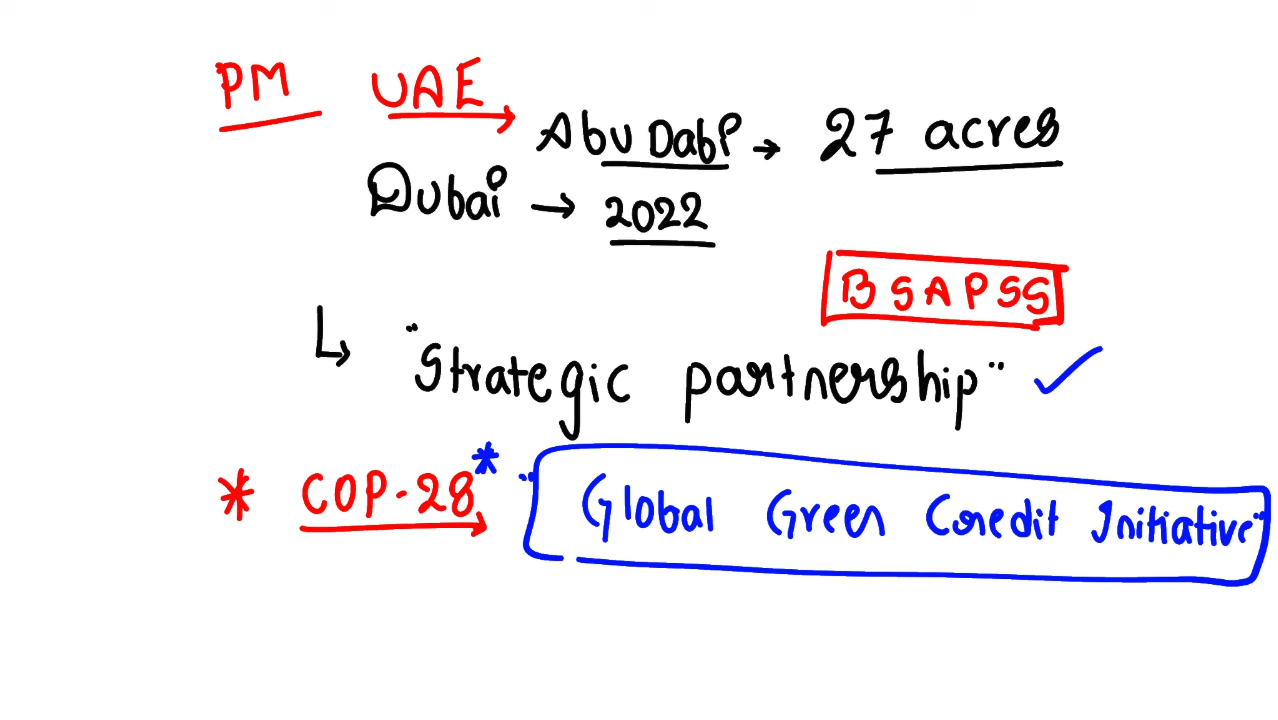 PM UAE → Abu Dabi → 27 acres
Dubai → 2022
BSAPSS
↳ "Strategic partnership" ✓
* COP-28* "Global Green Credit Initiative"